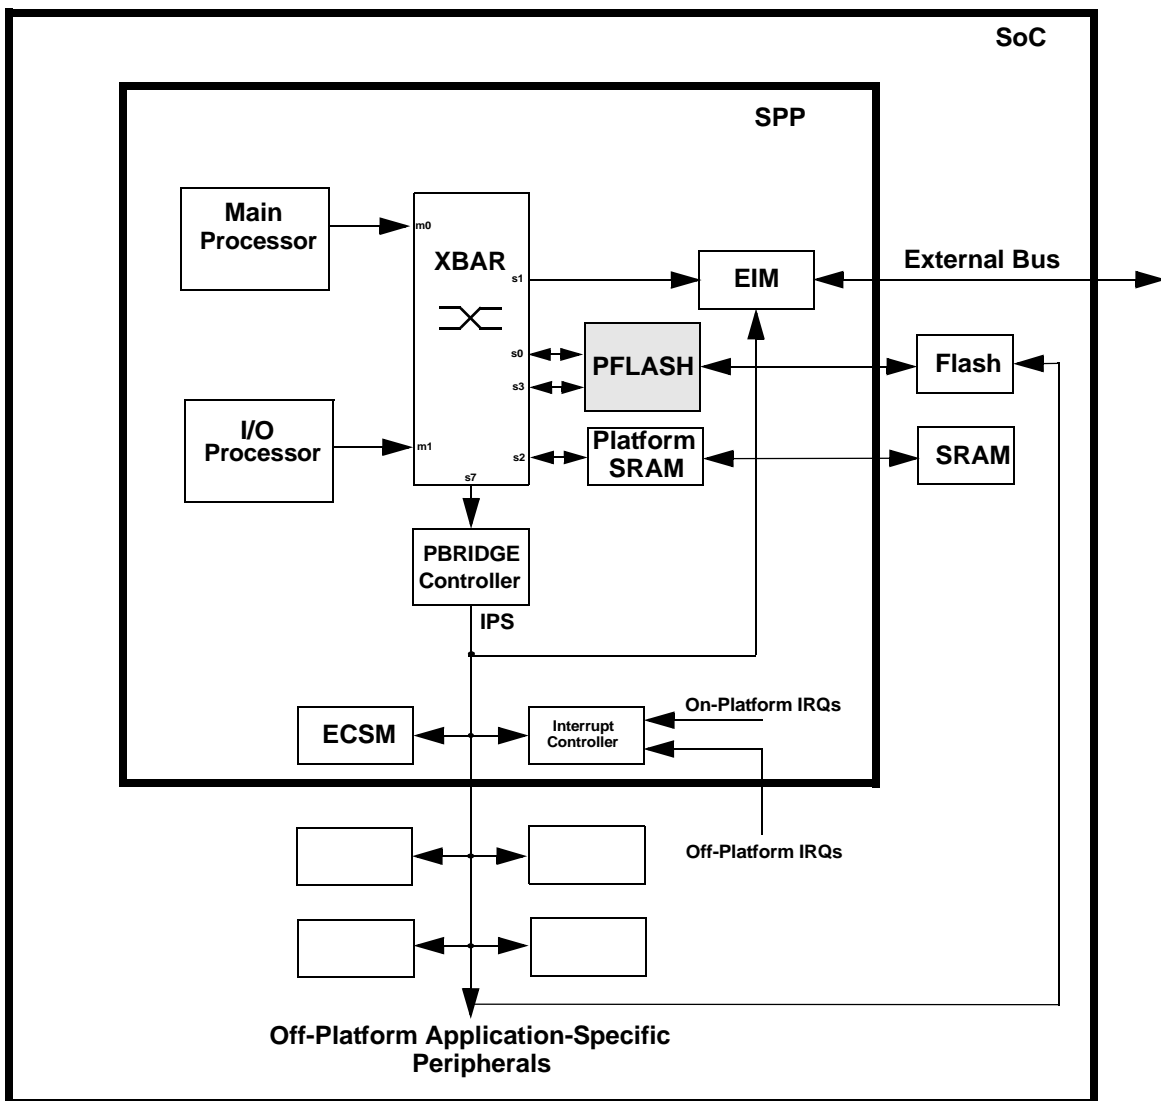 SoC
SPP
Main
Processor
m0
XBAR
s1
EIM
External Bus
s0
PFLASH
Flash
s3
I/O
Processor
m1
s2
Platform
SRAM
SRAM
s7
PBRIDGE
Controller
IPS
On-Platform IRQs
ECSM
Interrupt
Controller
Off-Platform IRQs
Off-Platform Application-Specific
Peripherals